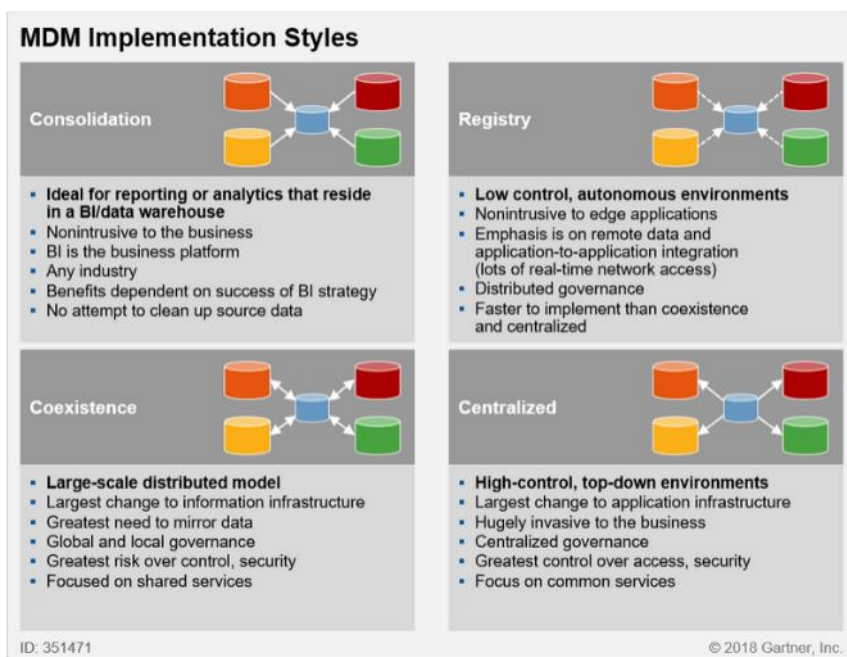 MDM Implementation Styles
Consolidation
▪ Ideal for reporting or analytics that reside
in a BI/data warehouse
▪ Nonintrusive to the business
▪ BI is the business platform
▪ Any industry
▪ Benefits dependent on success of BI strategy
▪ No attempt to clean up source data
Registry
▪ Low control, autonomous environments
▪ Nonintrusive to edge applications
▪ Emphasis is on remote data and
application-to-application integration
(lots of real-time network access)
▪ Distributed governance
▪ Faster to implement than coexistence
and centralized
Coexistence
▪ Large-scale distributed model
▪ Largest change to information infrastructure
▪ Greatest need to mirror data
▪ Global and local governance
▪ Greatest risk over control, security
▪ Focused on shared services
Centralized
▪ High-control, top-down environments
▪ Largest change to application infrastructure
▪ Hugely invasive to the business
▪ Centralized governance
▪ Greatest control over access, security
▪ Focus on common services
ID: 351471
© 2018 Gartner, Inc.